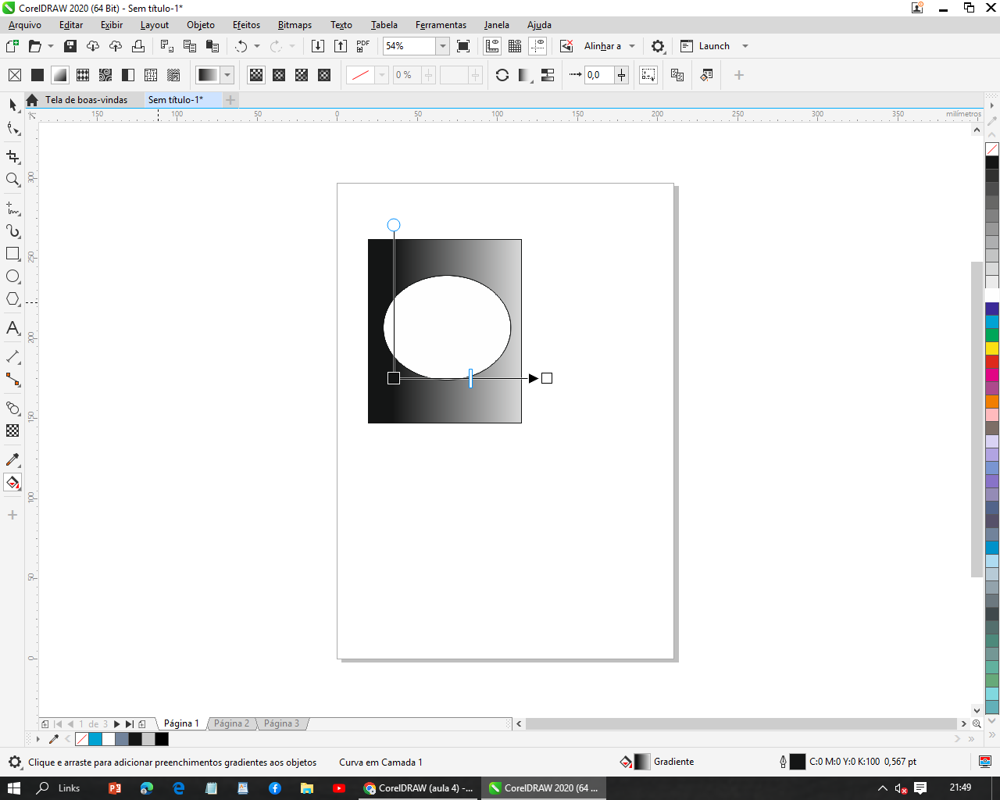 CorelDRAW 2020 (64 Bit) - Sem título-1*
Arquivo Editar Exibir Layout Objeto Efeitos Bitmaps Texto Tabela Ferramentas Janela Ajuda
PDF 54% Alinhar a Launch
0 % 0,0
Tela de boas-vindas Sem título-1*
150 100 50 0 50 100 150 200 250 300 350 milímetros
300
250
200
150
100
50
0
1 de 3 Página 1 Página 2 Página 3
Clique e arraste para adicionar preenchimentos gradientes aos objetos Curva em Camada 1 Gradiente C:0 M:0 Y:0 K:100 0,567 pt
Links CorelDRAW (aula 4) -... CorelDRAW 2020 (64 ... 21:49